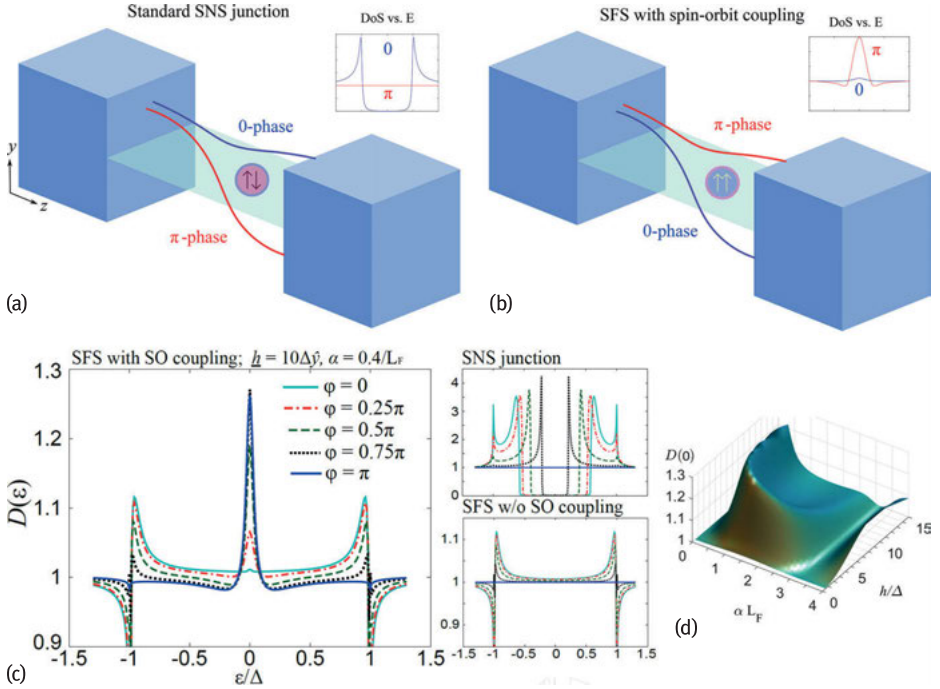 Standard SNS junction
DoS vs. E
0
π
0-phase
π-phase
y
z
(a)
SFS with spin-orbit coupling
DoS vs. E
π
0
π-phase
0-phase
(b)
SFS with SO coupling; h = 10Δŷ, α = 0.4/L_F
1.3
1.2
1.1
1
0.9
D(ε)
φ = 0
φ = 0.25π
φ = 0.5π
φ = 0.75π
φ = π
-1.5 -1 -0.5 0 0.5 1 1.5
ε/Δ
(c)
SNS junction
4
3
2
1
0
SFS w/o SO coupling
1.1
1
0.9
-1.5 -1 -0.5 0 0.5 1 1.5
D(0)
1.3
1.2
1.1
1
0 1 2 3 4
α L_F
0 5 10 15
h/Δ
(d)